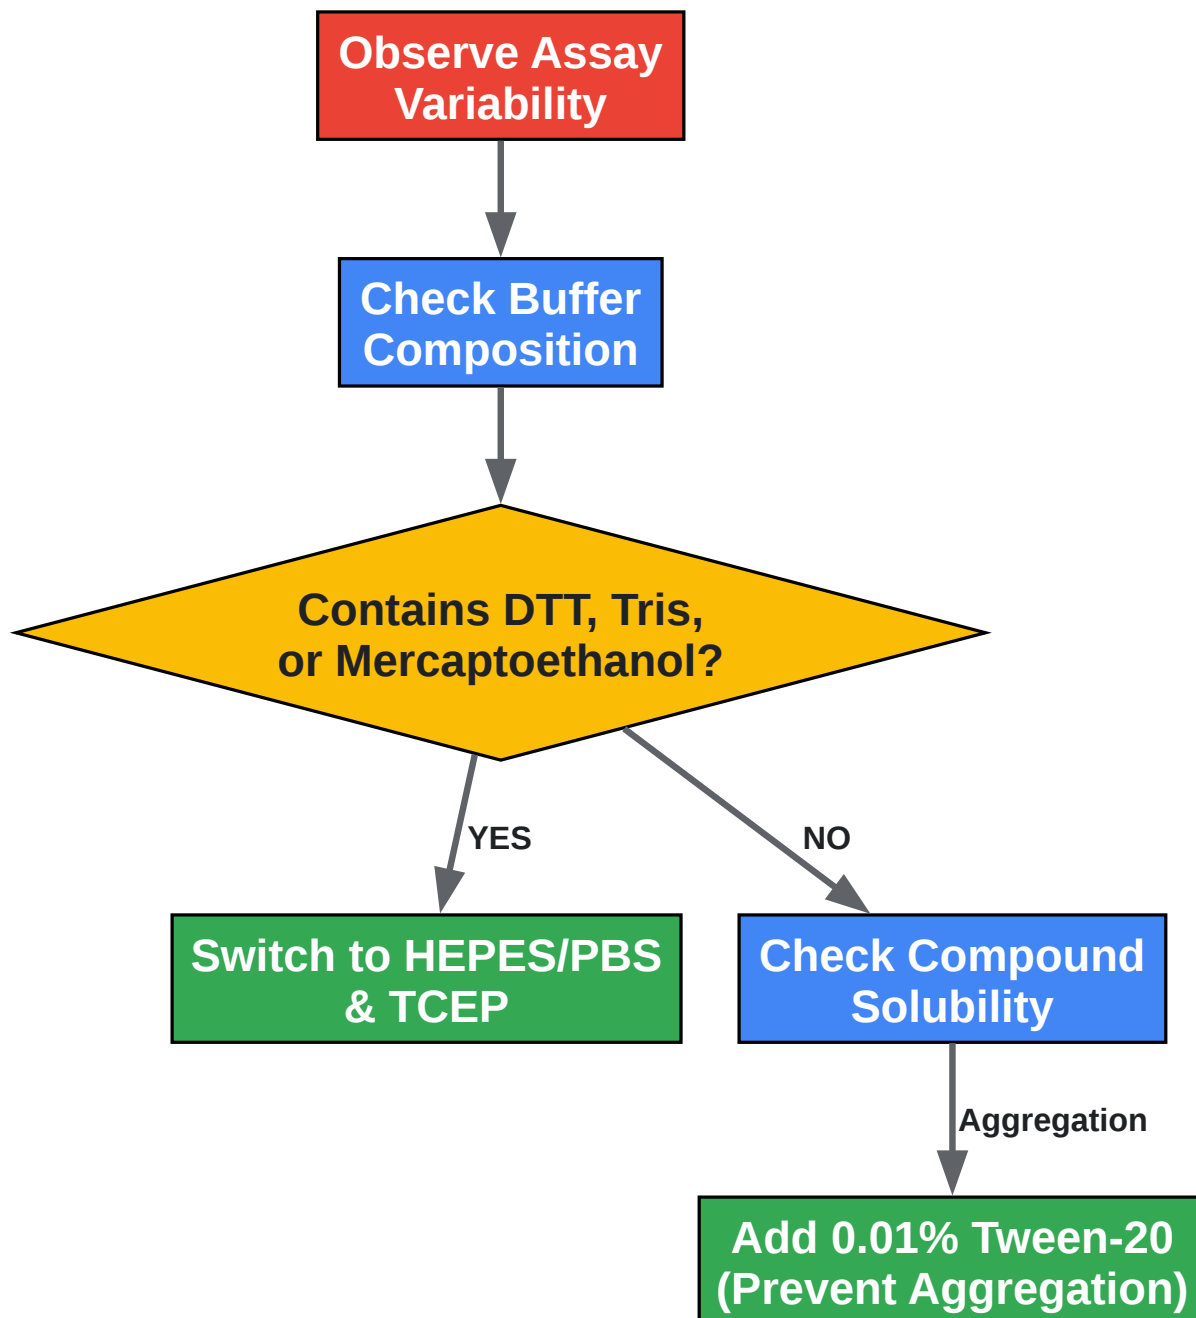 Observe Assay
Variability
Check Buffer
Composition
Contains DTT, Tris,
or Mercaptoethanol?
YES
NO
Switch to HEPES/PBS
& TCEP
Check Compound
Solubility
Aggregation
Add 0.01% Tween-20
(Prevent Aggregation)